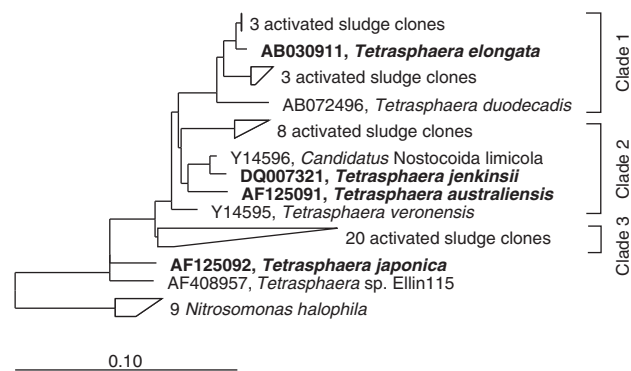 3 activated sludge clones
AB030911, Tetrasphaera elongata
3 activated sludge clones
AB072496, Tetrasphaera duodecadis
Clade 1
8 activated sludge clones
Y14596, Candidatus Nostocoida limicola
DQ007321, Tetrasphaera jenkinsii
AF125091, Tetrasphaera australiensis
Y14595, Tetrasphaera veronensis
Clade 2
20 activated sludge clones
Clade 3
AF125092, Tetrasphaera japonica
AF408957, Tetrasphaera sp. Ellin115
9 Nitrosomonas halophila
0.10